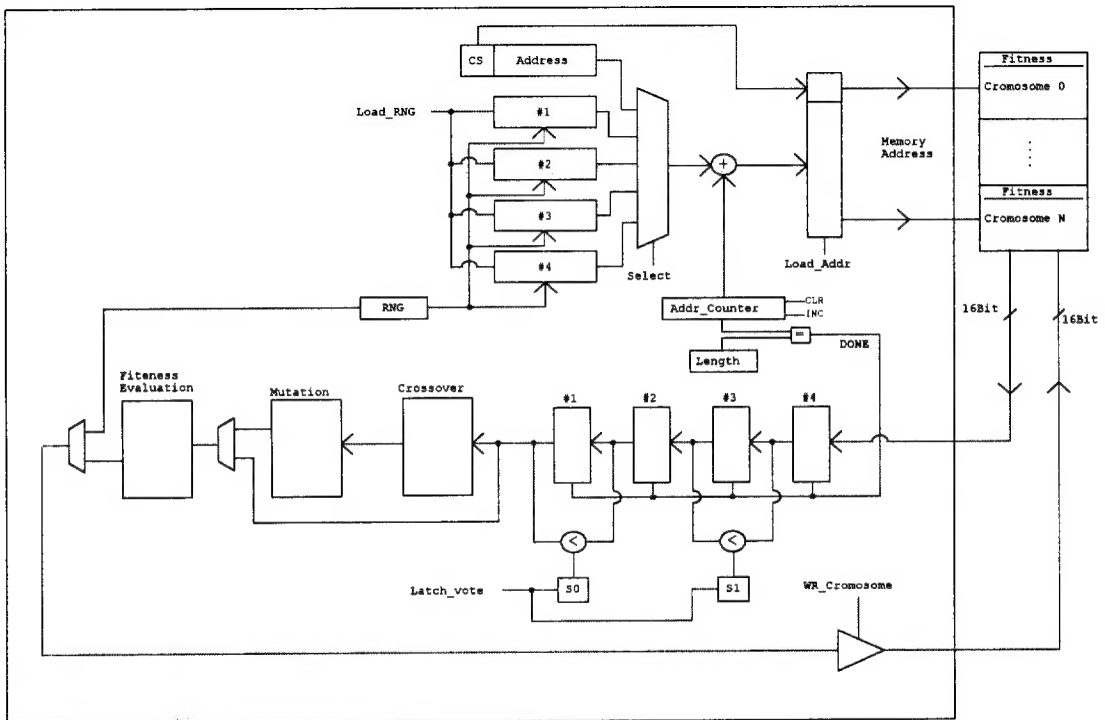 CS Address
Load_RNG
#1
#2
#3
#4
Select
+
Load_Addr
Memory
Address
Fitness
Cromosome 0
Fitness
Cromosome N
RNG
Addr_Counter
CLR
INC
=
DONE
Length
16Bit
16Bit
Fiteness
Evaluation
Mutation
Crossover
#1
#2
#3
#4
<
<
Latch_vote
S0
S1
WR_Cromosome